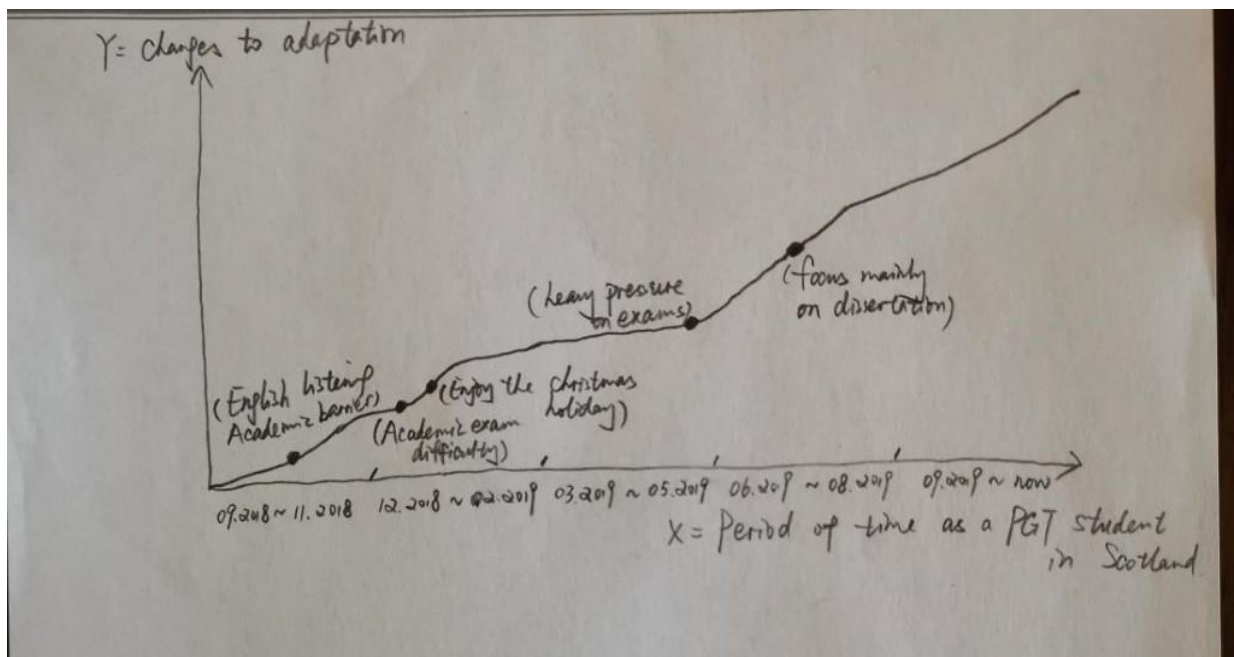 Y= changes to adaptation
(heavy pressure
on exams)
(focus mainly
on dissertation)
(English listening
Academic barrier)
(Enjoy the christmas
holiday)
(Academic exam
difficulty)
09.2018 ~ 11.2018 12.2018 ~ 02.2019 03.2019 ~ 05.2019 06.2019 ~ 08.2019 09.2019 ~ now
X = Period of time as a PGT student
in Scotland